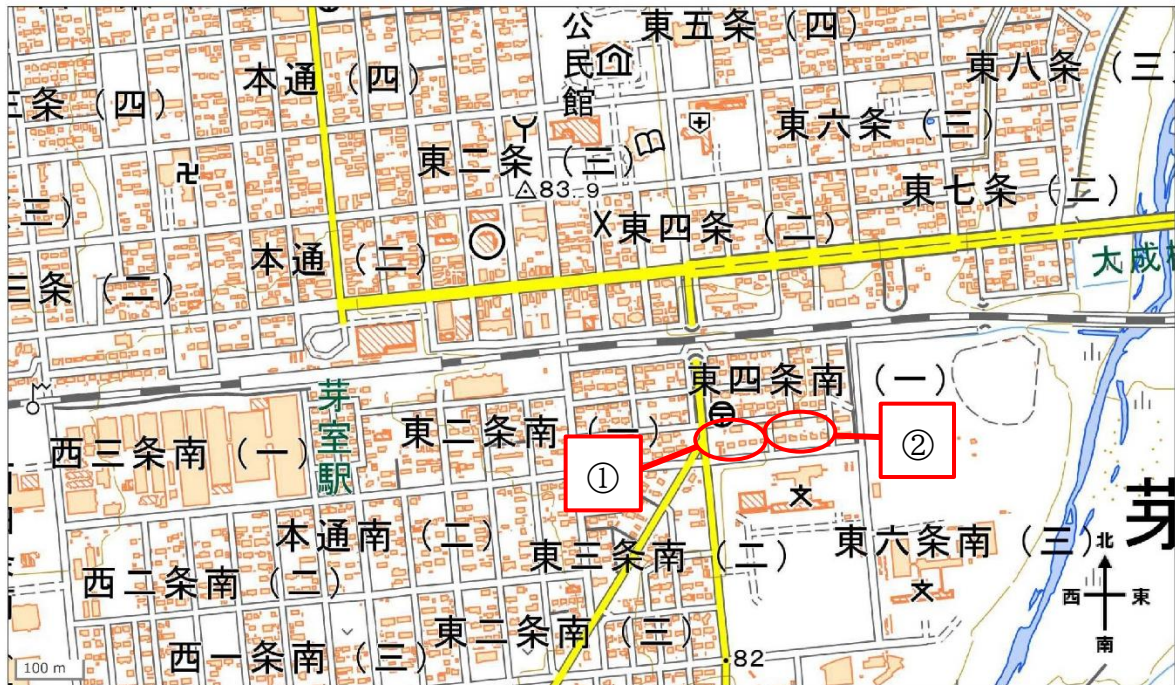 公民館
東五条（四）
本通（四）
東八条（三
三条（四）
東六条（三）
東二条（三）
83.9
東七条（二）
三）
東四条（二）
本通（二）
大成
三条（二）
東四条南（一）
芽室駅
東二条南（一）
①
②
西三条南（一）
本通南（二）
東三条南（二）
東六条南（三）
芽
北
西 東
南
西二条南（二）
東二条南（三）
西一条南（三）
82
100 m